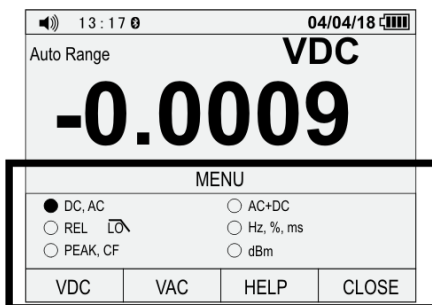 13:17 04/04/18
Auto Range VDC
-0.0009
MENU
DC, AC AC+DC
REL LO Hz, %, ms
PEAK, CF dBm
VDC VAC HELP CLOSE